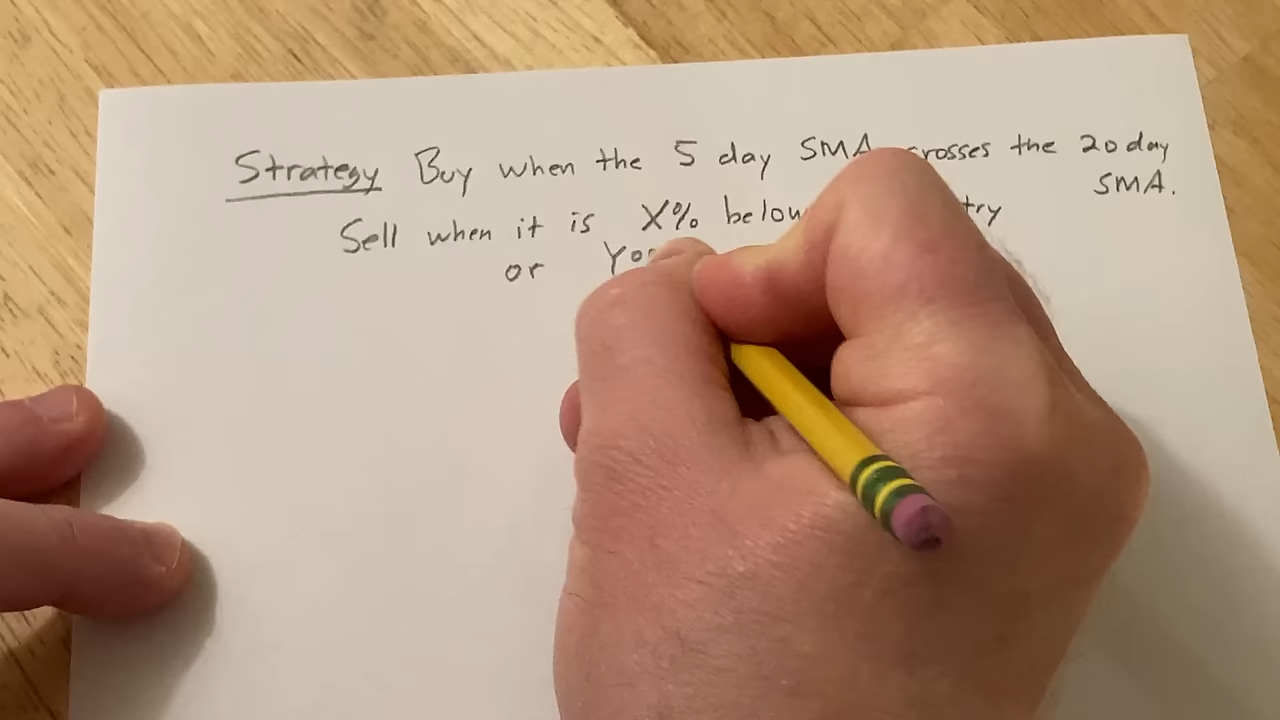 Strategy Buy when the 5 day SMA crosses the 20 day
SMA.
Sell when it is X% below
or